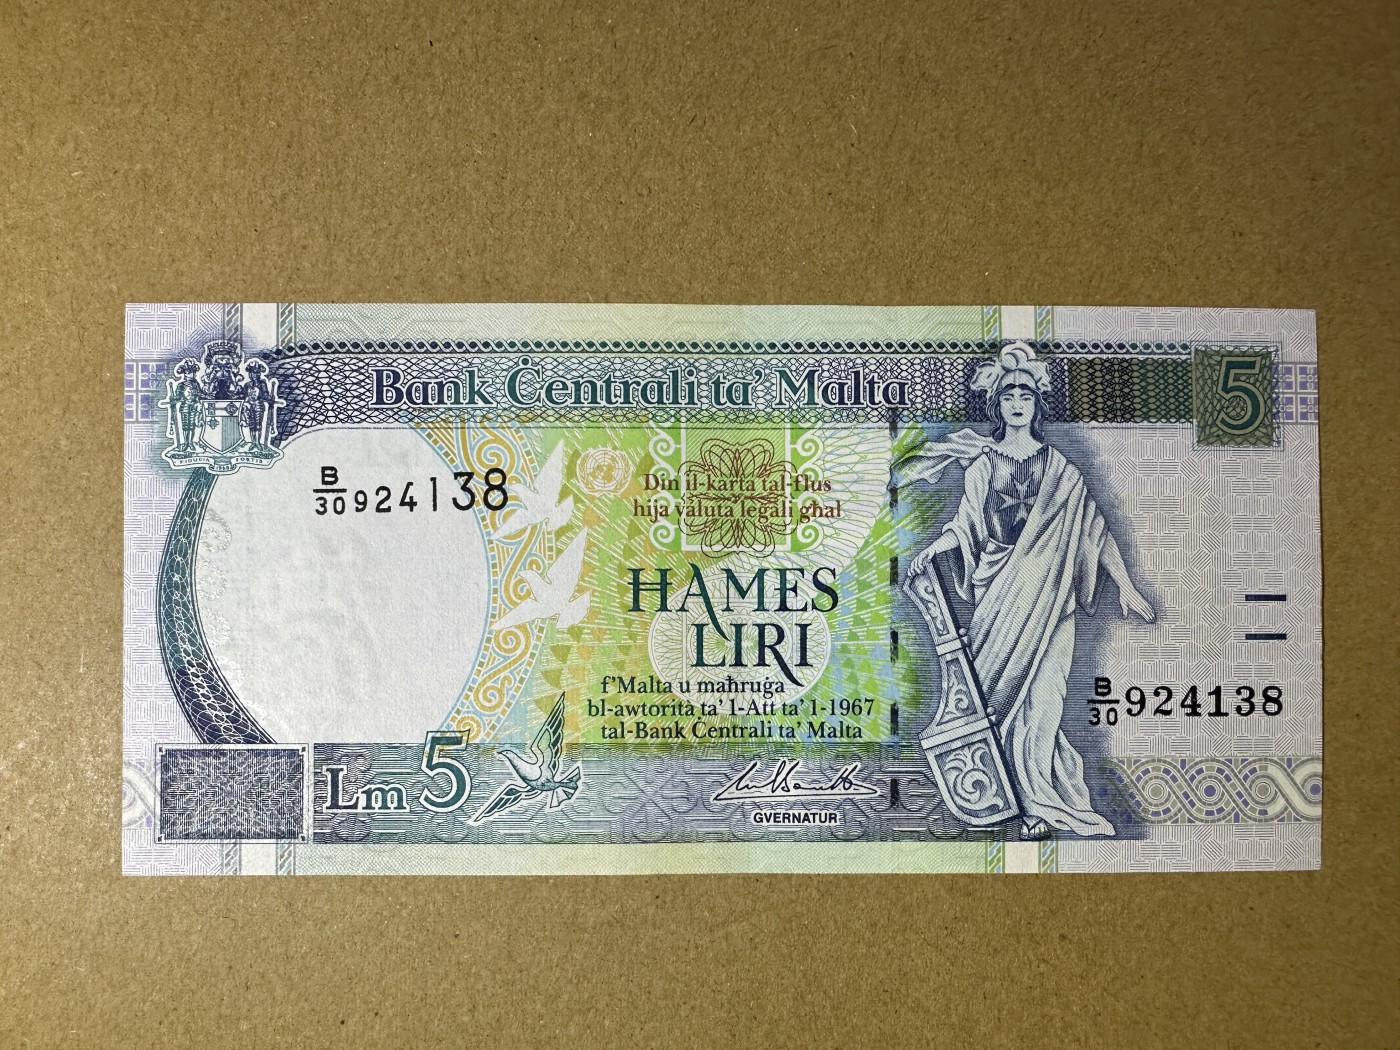 Bank Ċentrali ta' Malta
5
B/30 924138
Din il-karta tal-flus
hija valuta legali għal
ĦAMES
LIRI
f'Malta u maħruġa
bl-awtorità ta' l-Att ta' l-1967
tal-Bank Ċentrali ta' Malta
B/30 924138
Lm 5
GVERNATUR